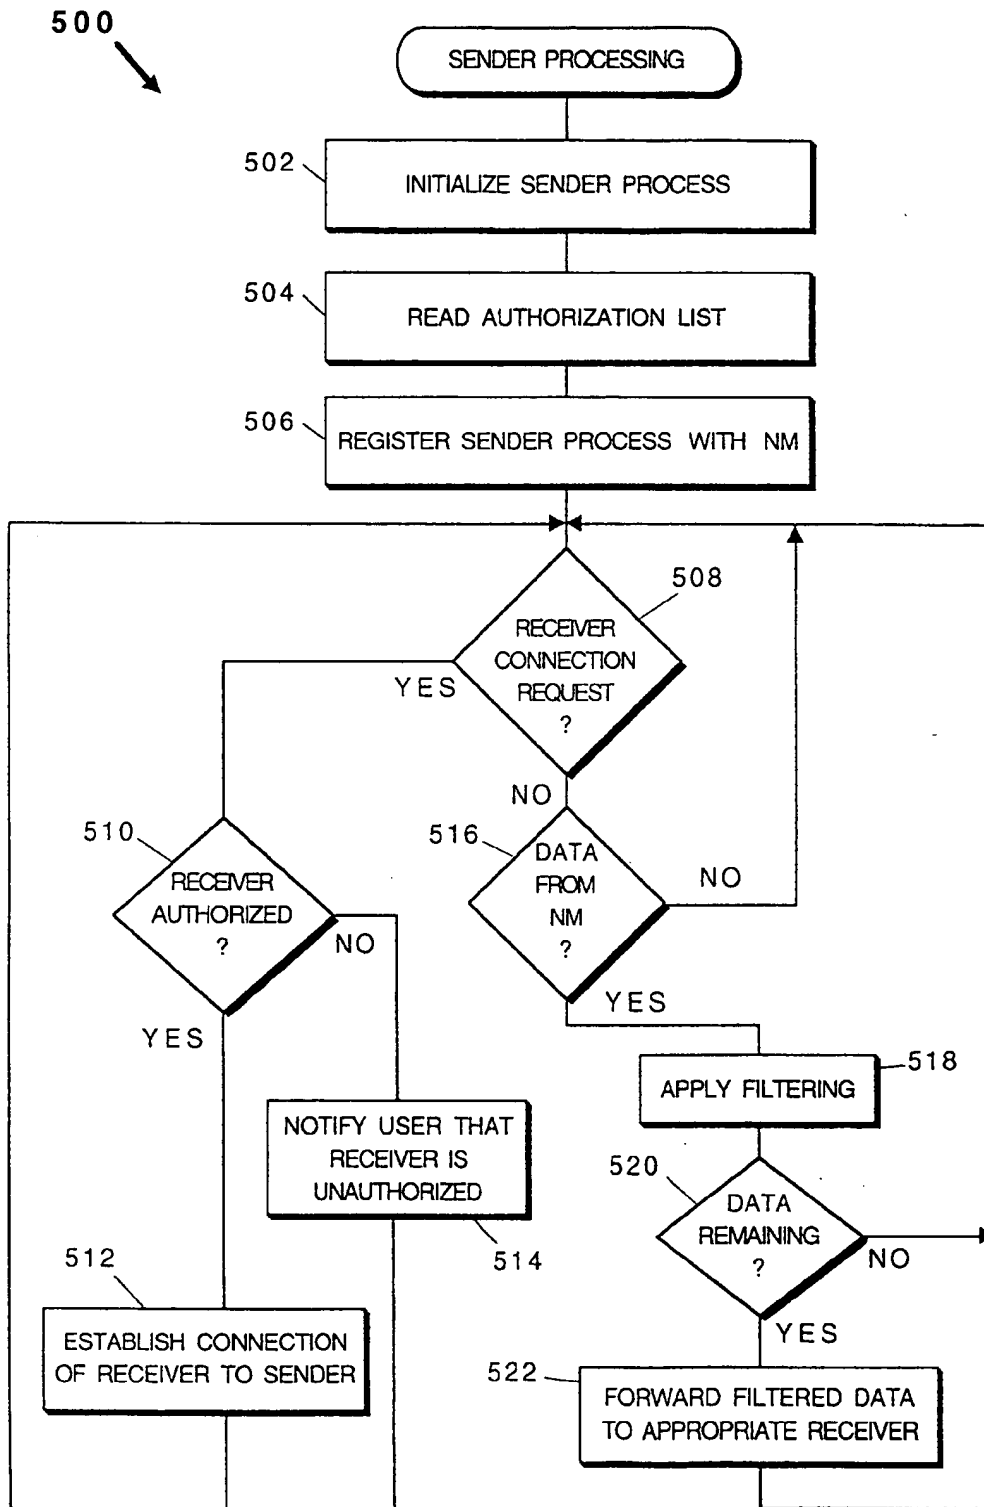 500
SENDER PROCESSING
502
INITIALIZE SENDER PROCESS
504
READ AUTHORIZATION LIST
506
REGISTER SENDER PROCESS WITH NM
508
RECEIVER
CONNECTION
REQUEST
?
YES
NO
510
RECEIVER
AUTHORIZED
?
NO
YES
516
DATA
FROM
NM
?
NO
YES
518
APPLY FILTERING
NOTIFY USER THAT
RECEIVER IS
UNAUTHORIZED
514
520
DATA
REMAINING
?
NO
YES
512
ESTABLISH CONNECTION
OF RECEIVER TO SENDER
522
FORWARD FILTERED DATA
TO APPROPRIATE RECEIVER